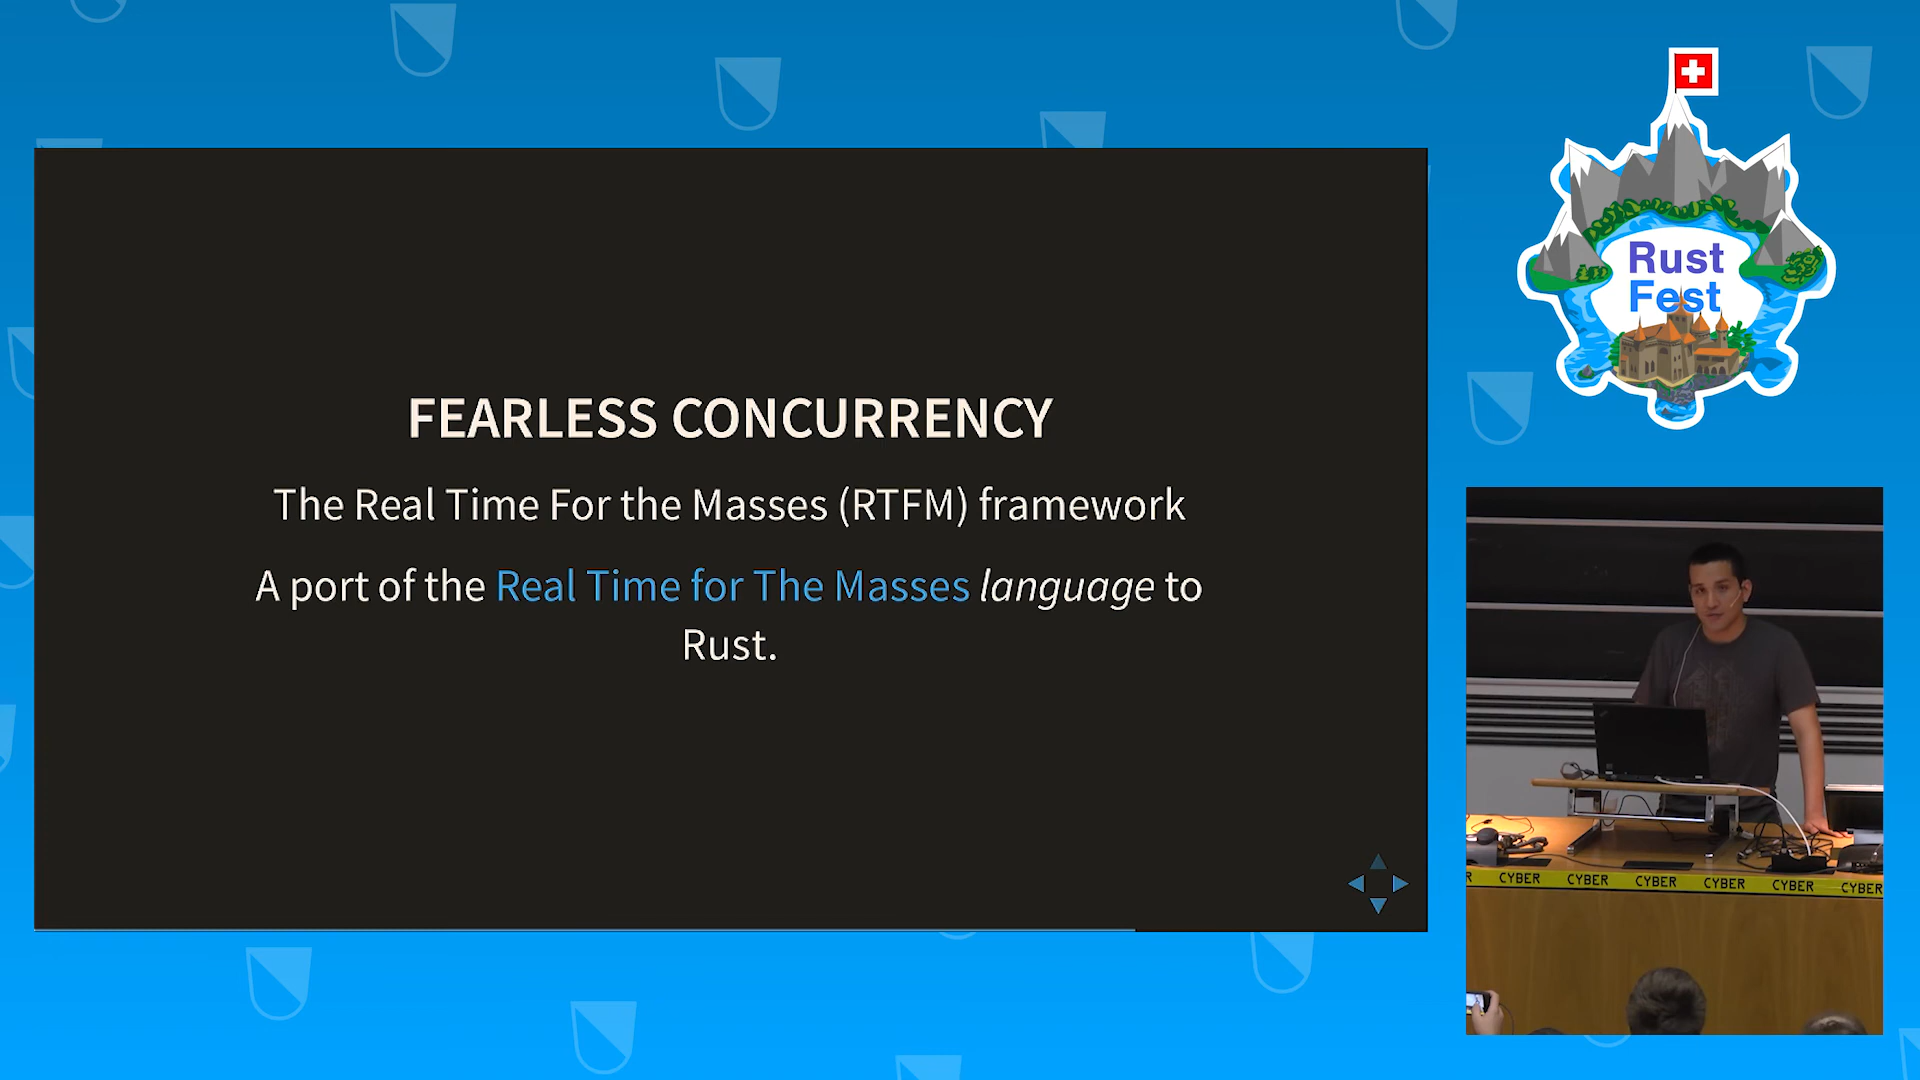 FEARLESS CONCURRENCY
The Real Time For the Masses (RTFM) framework
A port of the Real Time for The Masses language to
Rust.
Rust
Fest
R CYBER CYBER CYBER CYBER CYBER CYBER